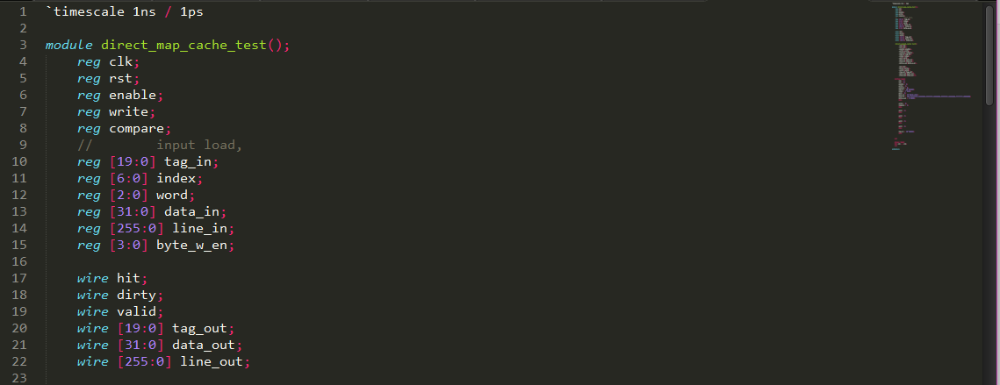 1 `timescale 1ns / 1ps
2
3 module direct_map_cache_test();
4     reg clk;
5     reg rst;
6     reg enable;
7     reg write;
8     reg compare;
9     //        input load,
10     reg [19:0] tag_in;
11     reg [6:0] index;
12     reg [2:0] word;
13     reg [31:0] data_in;
14     reg [255:0] line_in;
15     reg [3:0] byte_w_en;
16
17     wire hit;
18     wire dirty;
19     wire valid;
20     wire [19:0] tag_out;
21     wire [31:0] data_out;
22     wire [255:0] line_out;
23